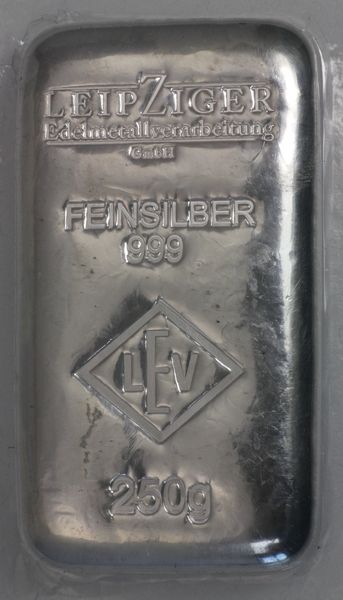 LEIPZIGER
Edelmetallverarbeitung
GmbH
FEINSILBER
999
LEV
250g